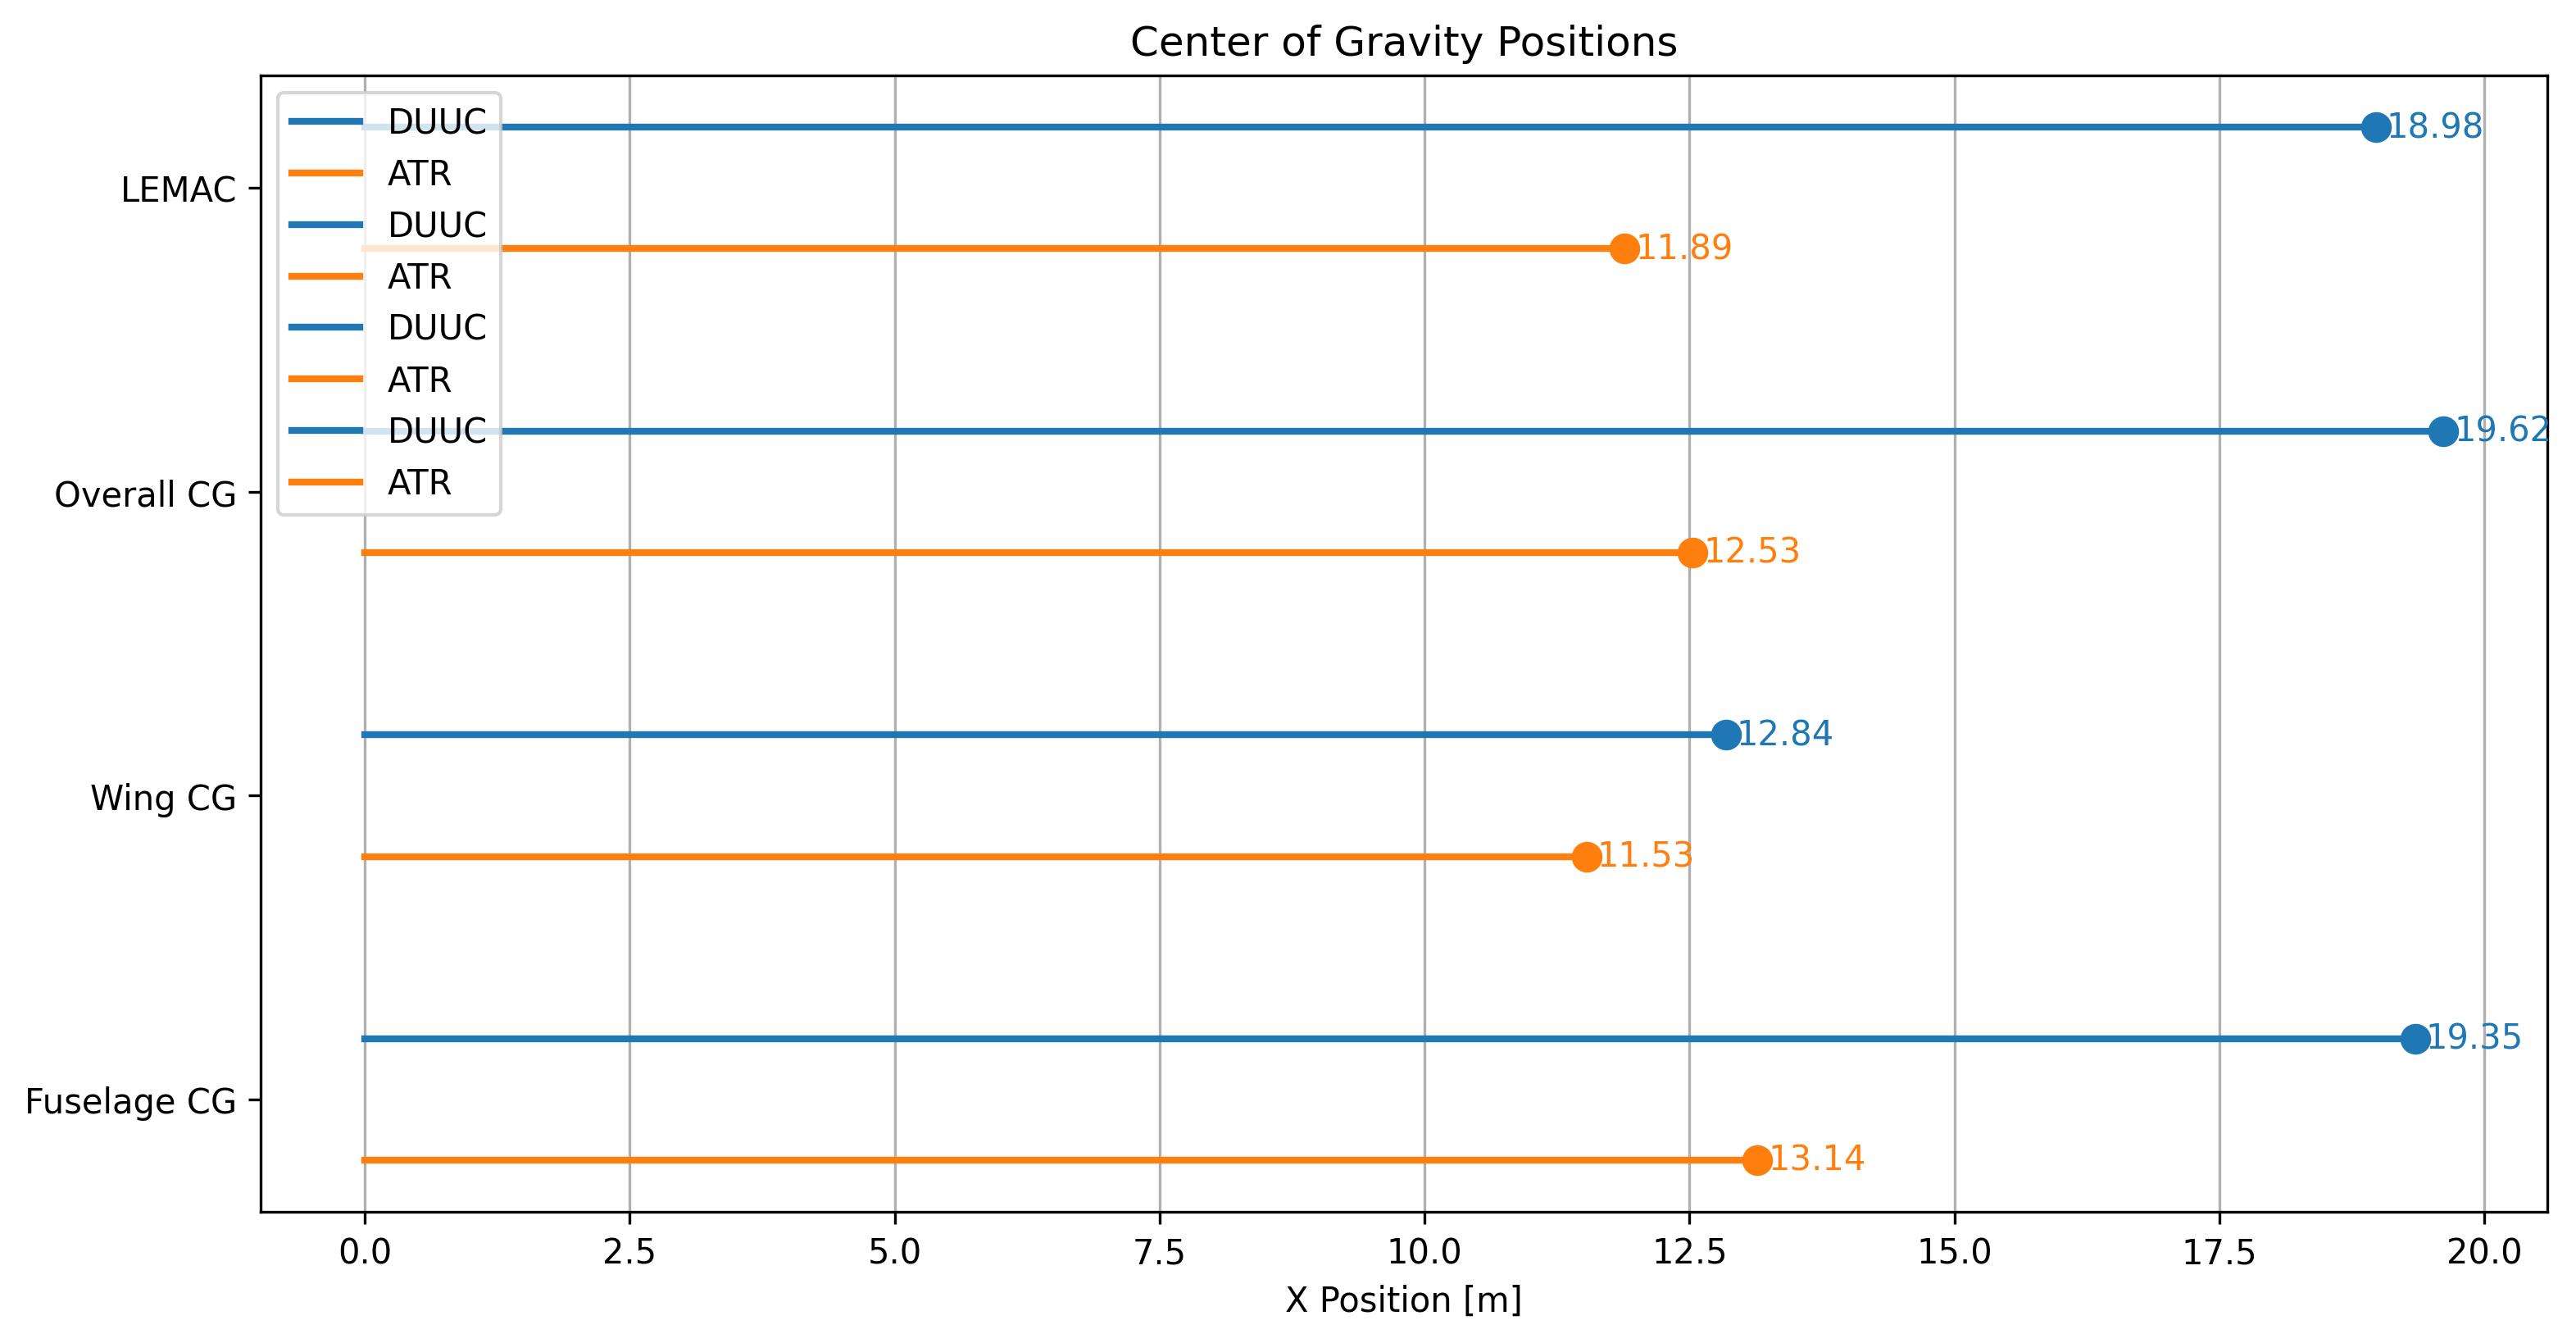 Center of Gravity Positions
DUUC
ATR
DUUC
ATR
DUUC
ATR
DUUC
ATR
LEMAC
18.98
11.89
Overall CG
19.62
12.53
Wing CG
12.84
11.53
Fuselage CG
19.35
13.14
0.0 2.5 5.0 7.5 10.0 12.5 15.0 17.5 20.0
X Position [m]